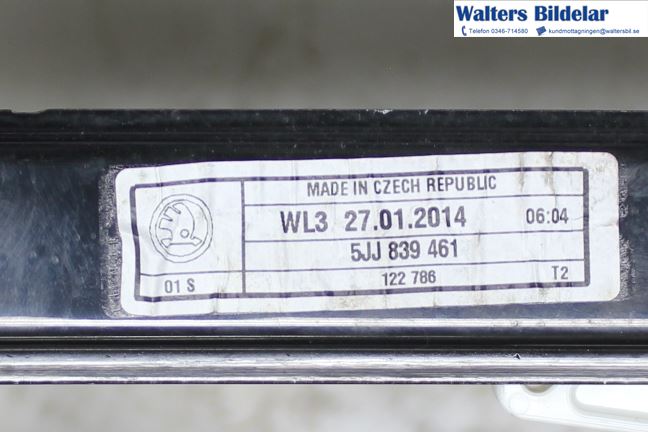 Walters Bildelar
Telefon 0346-714580 kundmottagningen@waltersbil.se
MADE IN CZECH REPUBLIC
WL3 27.01.2014 06:04
5JJ 839 461
01 S 122 786 T2